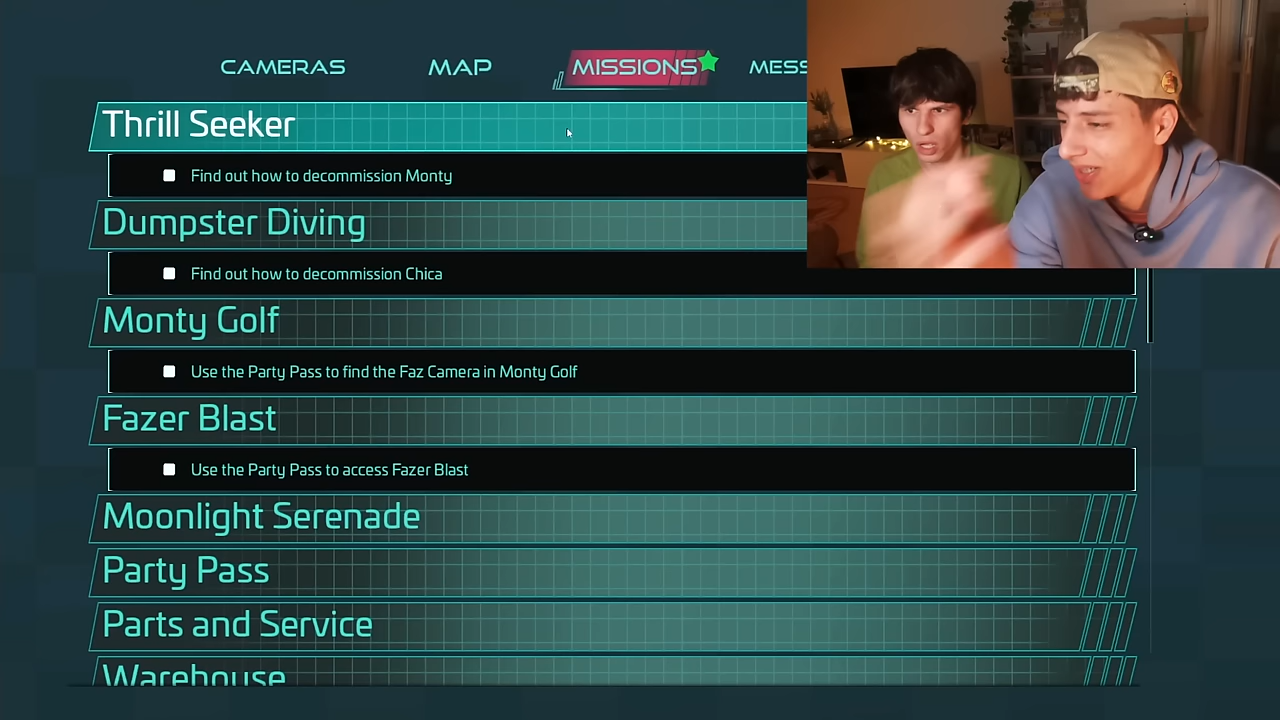 CAMERAS
MAP
MISSIONS
MESS
Thrill Seeker
Find out how to decommission Monty
Dumpster Diving
Find out how to decommission Chica
Monty Golf
Use the Party Pass to find the Faz Camera in Monty Golf
Fazer Blast
Use the Party Pass to access Fazer Blast
Moonlight Serenade
Party Pass
Parts and Service
Warehouse